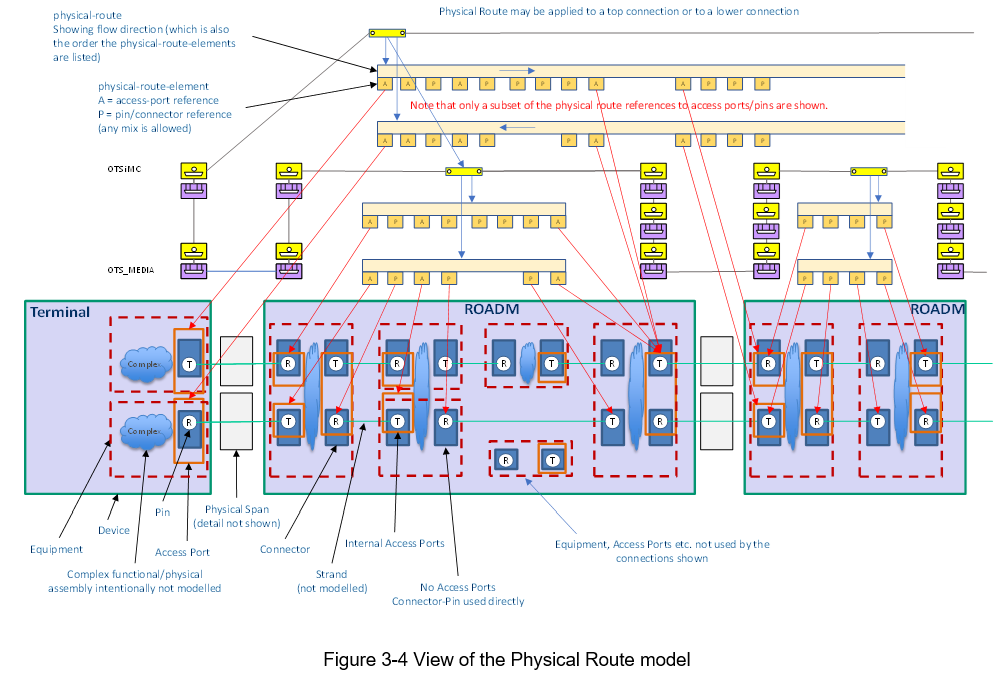 physical-route
Showing flow direction (which is also
the order the physical-route-elements
are listed)
Physical Route may be applied to a top connection or to a lower connection
physical-route-element
A = access-port reference
P = pin/connector reference
(any mix is allowed)
A A P A P P P P A A P P P
Note that only a subset of the physical route references to access ports/pins are shown.
A P P A P P A A P P P
OTSiMC
A P A P P P P A
P P P P
OTS_MEDIA
A P A P P A
P P P P
Terminal
ROADM
ROADM
Complex
T
R T R T R T T
R T R T
Complex
R
T R T R T R
T R T R
R T
Pin
Device
Equipment
Access Port
Physical Span
(detail not shown)
Complex functional/physical
assembly intentionally not modelled
Connector
Internal Access Ports
Strand
(not modelled)
No Access Ports
Connector-Pin used directly
Equipment, Access Ports etc. not used by the
connections shown
Figure 3-4 View of the Physical Route model